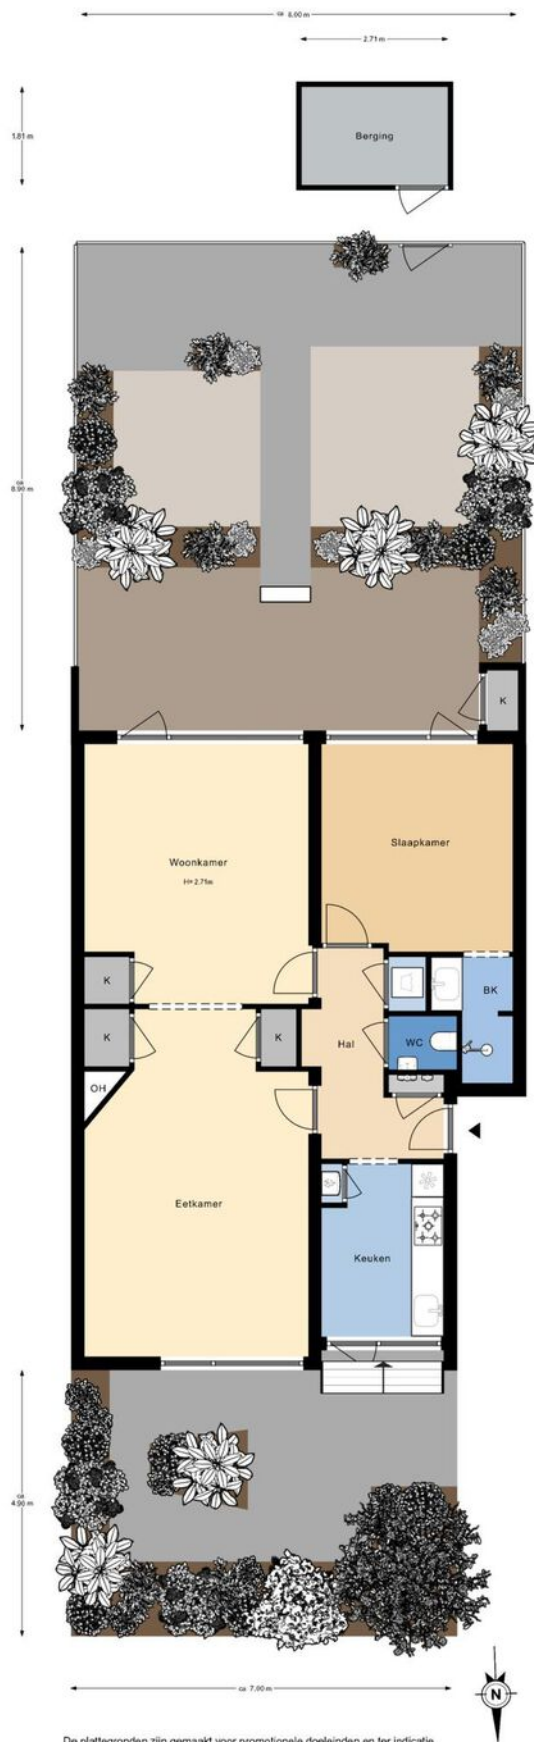 ca 8.00 m
2.71 m
1.81 m
Berging
ca
8.90 m
K
Woonkamer
H= 2.71m
Slaapkamer
K
BK
K
K
Hal
WC
OH
Eetkamer
Keuken
ca
4.90 m
ca 7.00 m
N
De plattegronden zijn gemaakt voor promotionele doeleinden en ter indicatie.